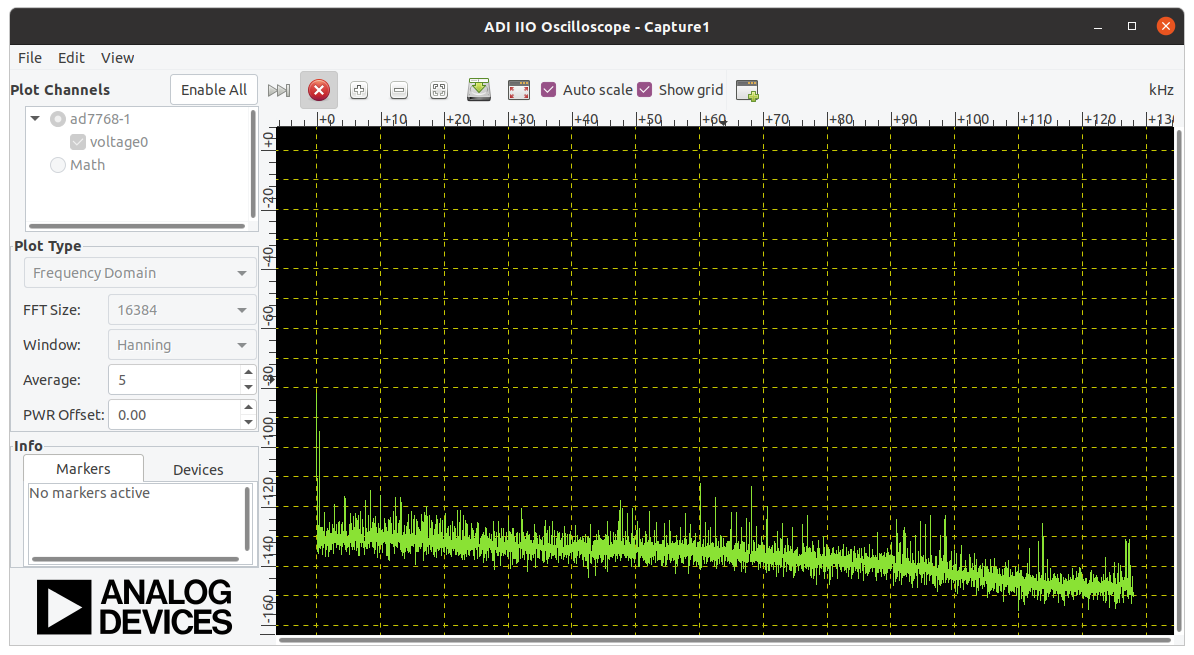 ADI IIO Oscilloscope - Capture1
File Edit View
Plot Channels Enable All Auto scale Show grid kHz
ad7768-1
voltage0
Math
+0 +10 +20 +30 +40 +50 +60 +70 +80 +90 +100 +110 +120
+0
-20
-40
-60
-80
-100
-120
-140
-160
Plot Type
Frequency Domain
FFT Size: 16384
Window: Hanning
Average: 5
PWR Offset: 0.00
Info
Markers Devices
No markers active
ANALOG
DEVICES